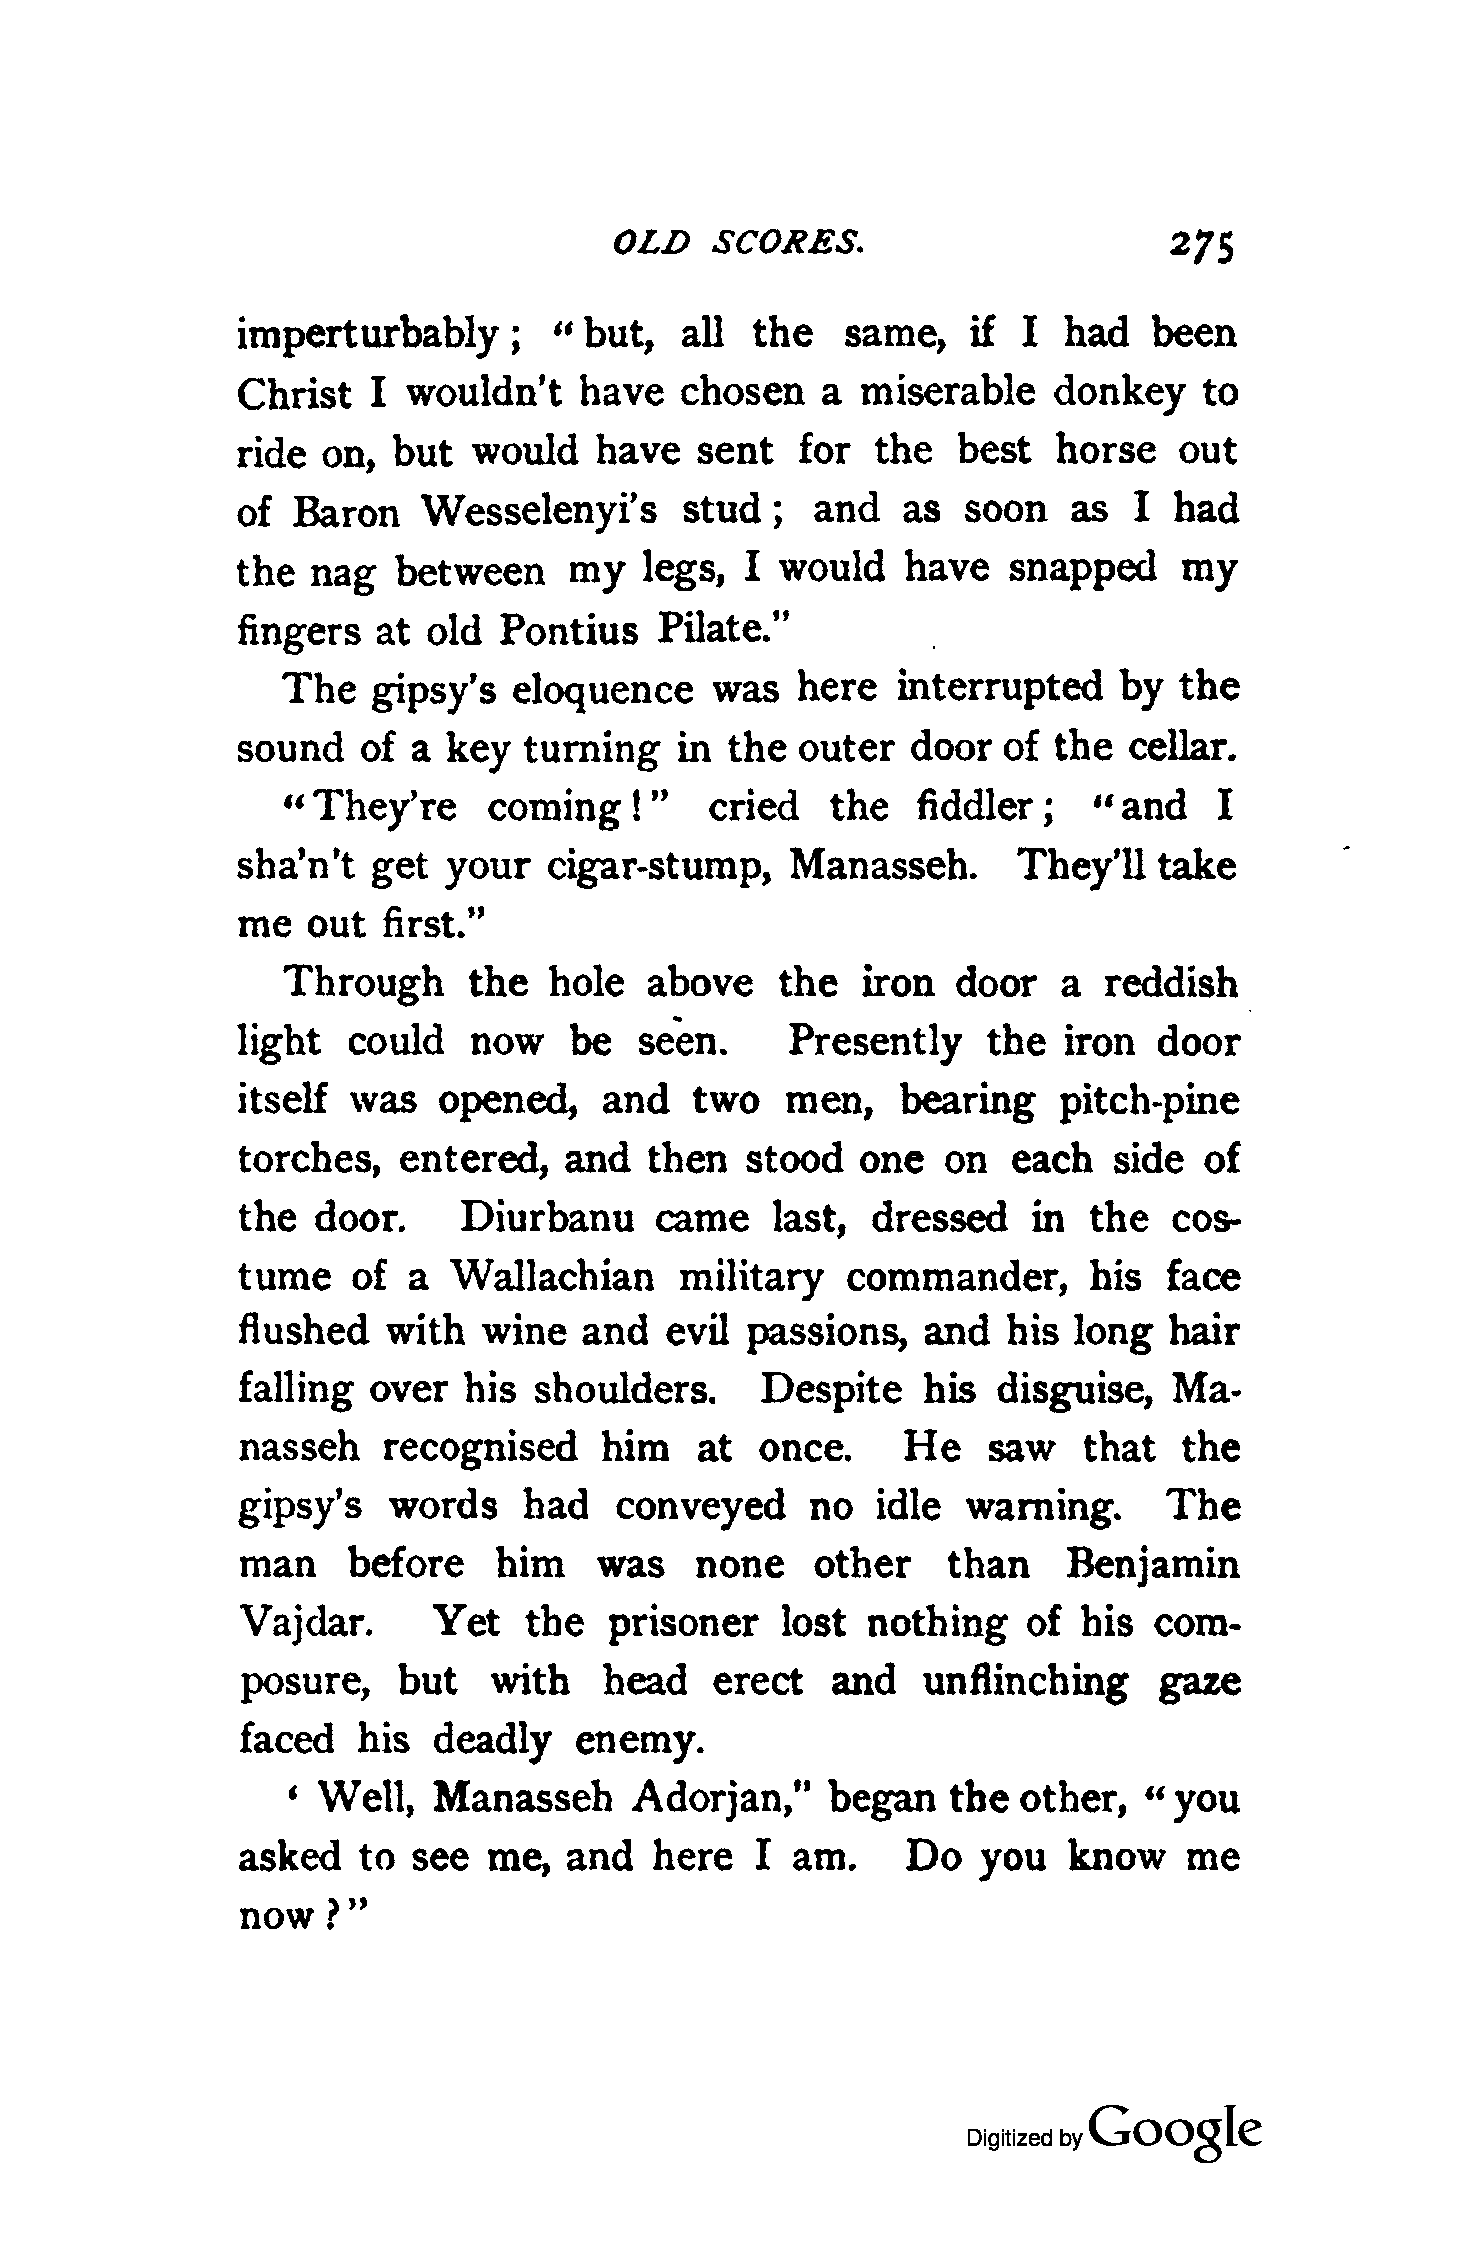 OLD SCORES. 275
imperturbably; "but, all the same, if I had been
Christ I wouldn't have chosen a miserable donkey to
ride on, but would have sent for the best horse out
of Baron Wesselenyi's stud; and as soon as I had
the nag between my legs, I would have snapped my
fingers at old Pontius Pilate."
The gipsy's eloquence was here interrupted by the
sound of a key turning in the outer door of the cellar.
"They're coming!" cried the fiddler; "and I
sha'n't get your cigar-stump, Manasseh. They'll take
me out first."
Through the hole above the iron door a reddish
light could now be seen. Presently the iron door
itself was opened, and two men, bearing pitch-pine
torches, entered, and then stood one on each side of
the door. Diurbanu came last, dressed in the cos-
tume of a Wallachian military commander, his face
flushed with wine and evil passions, and his long hair
falling over his shoulders. Despite his disguise, Ma-
nasseh recognised him at once. He saw that the
gipsy's words had conveyed no idle warning. The
man before him was none other than Benjamin
Vajdar. Yet the prisoner lost nothing of his com-
posure, but with head erect and unflinching gaze
faced his deadly enemy.
' Well, Manasseh Adorjan," began the other, "you
asked to see me, and here I am. Do you know me
now?"
Digitized by Google